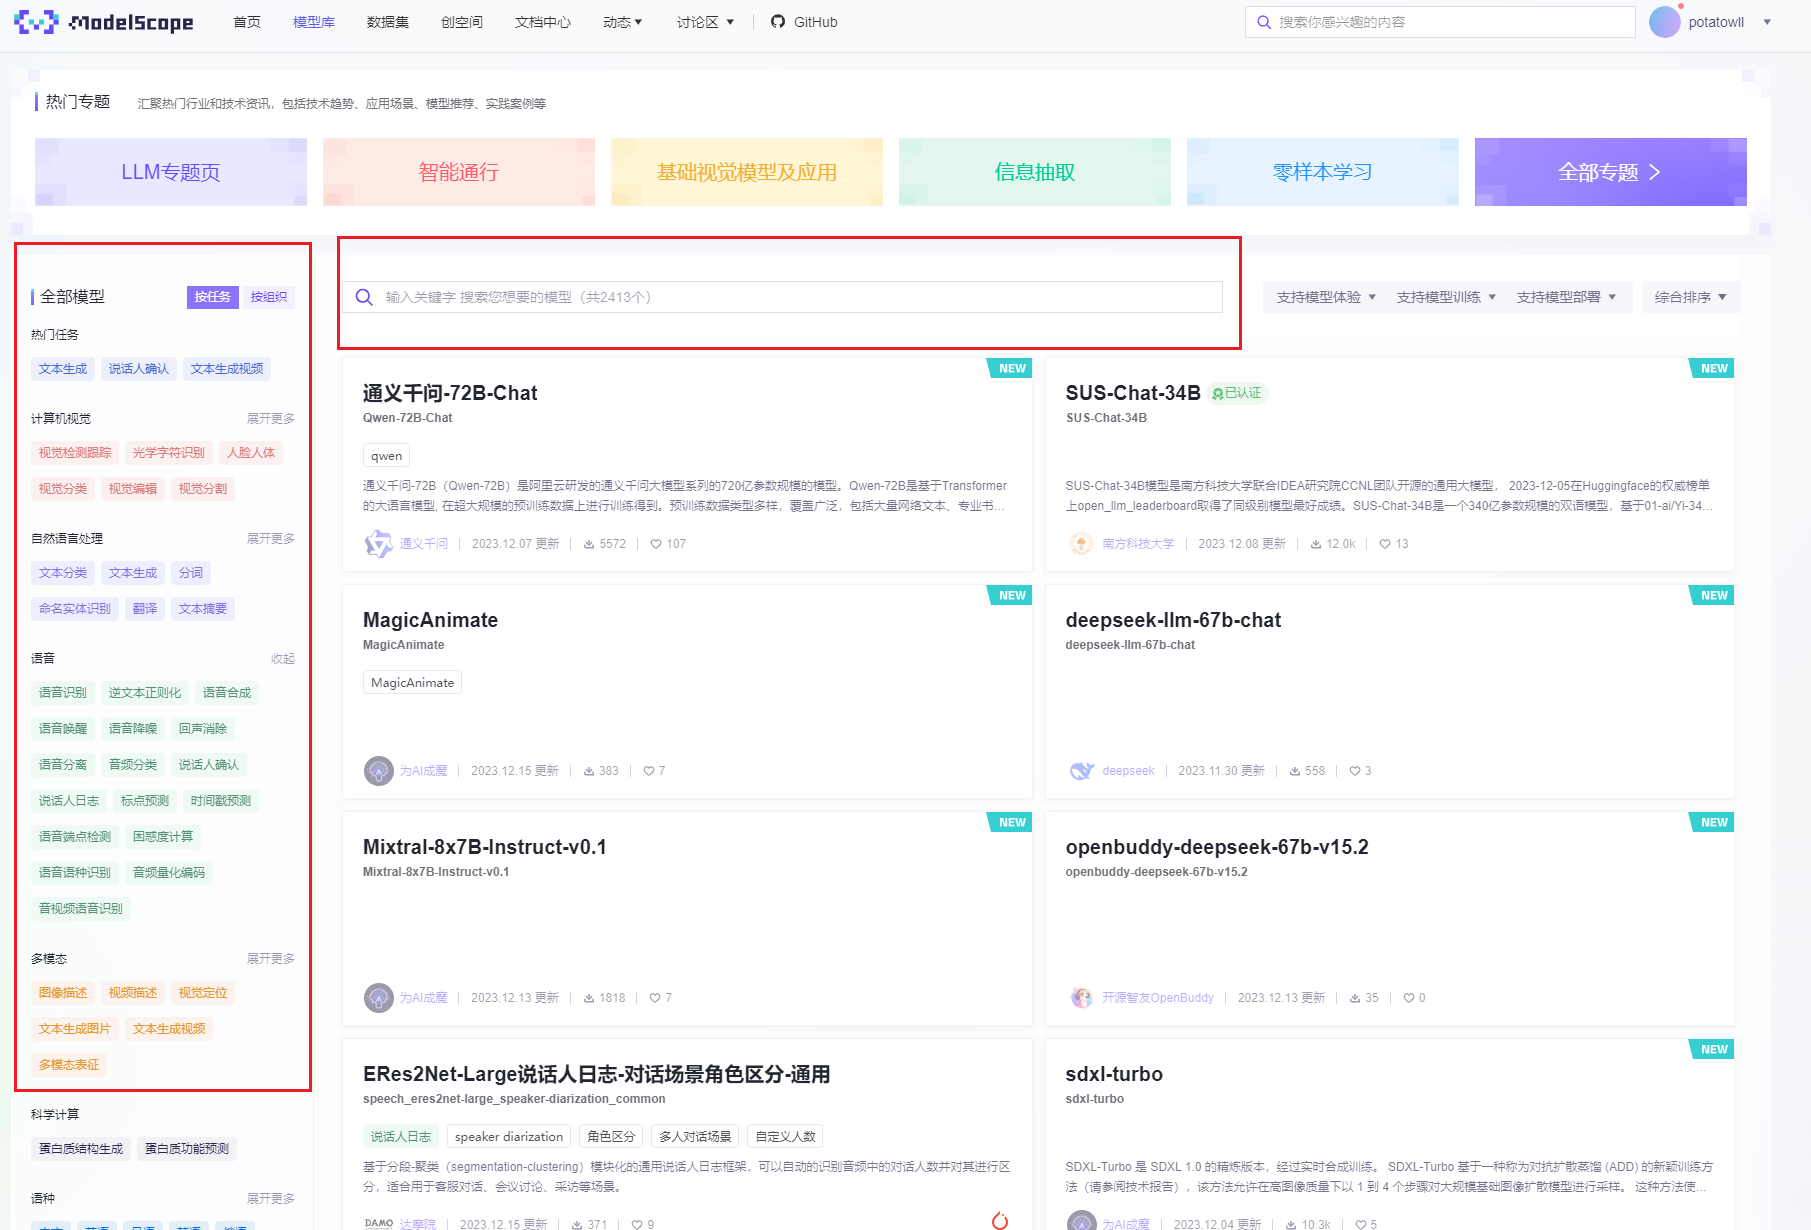 ModelScope 首页 模型库 数据集 创空间 文档中心 动态 讨论区 GitHub 搜索你感兴趣的内容 potatowll
热门专题 汇聚热门行业和技术资讯，包括技术趋势、应用场景、模型推荐、实践案例等
LLM专题页 智能通行 基础视觉模型及应用 信息抽取 零样本学习 全部专题
全部模型 按任务 按组织
热门任务
文本生成 说话人确认 文本生成视频
计算机视觉 展开更多
视觉检测跟踪 光学字符识别 人脸人体
视觉分类 视觉编辑 视觉分割
自然语言处理 展开更多
文本分类 文本生成 分词
命名实体识别 翻译 文本摘要
语音 收起
语音识别 逆文本正则化 语音合成
语音唤醒 语音降噪 回声消除
语音分离 音频分类 说话人确认
说话人日志 标点预测 时间戳预测
语音端点检测 困惑度计算
语音语种识别 音频量化编码
音视频语音识别
多模态 展开更多
图像描述 视频描述 视觉定位
文本生成图片 文本生成视频
多模态表征
科学计算
蛋白质结构生成 蛋白质功能预测
语种 展开更多
输入关键字 搜索您想要的模型（共2413个）
支持模型体验 支持模型训练 支持模型部署 综合排序
NEW
通义千问-72B-Chat
Qwen-72B-Chat
qwen
通义千问-72B（Qwen-72B）是阿里云研发的通义千问大模型系列的720亿参数规模的模型。Qwen-72B是基于Transformer
的大语言模型, 在超大规模的预训练数据上进行训练得到。预训练数据类型多样，覆盖广泛，包括大量网络文本、专业书…
通义千问 2023.12.07 更新 5572 107
NEW
SUS-Chat-34B 已认证
SUS-Chat-34B
SUS-Chat-34B模型是南方科技大学联合IDEA研究院CCNL团队开源的通用大模型， 2023-12-05在Huggingface的权威榜单
上open_llm_leaderboard取得了同级别模型最好成绩。SUS-Chat-34B是一个340亿参数规模的双语模型，基于01-ai/Yi-34…
南方科技大学 2023.12.08 更新 12.0k 13
NEW
MagicAnimate
MagicAnimate
MagicAnimate
为AI成魔 2023.12.15 更新 383 7
NEW
deepseek-llm-67b-chat
deepseek-llm-67b-chat
deepseek 2023.11.30 更新 558 3
NEW
Mixtral-8x7B-Instruct-v0.1
Mixtral-8x7B-Instruct-v0.1
为AI成魔 2023.12.13 更新 1818 7
NEW
openbuddy-deepseek-67b-v15.2
openbuddy-deepseek-67b-v15.2
开源智友OpenBuddy 2023.12.13 更新 35 0
ERes2Net-Large说话人日志-对话场景角色区分-通用
speech_eres2net-large_speaker-diarization_common
说话人日志 speaker diarization 角色区分 多人对话场景 自定义人数
基于分段-聚类（segmentation-clustering）模块化的通用说话人日志框架，可以自动的识别音频中的对话人数并对其进行区
分，适合用于客服对话、会议讨论、采访等场景。
DAMO 达摩院 2023.12.15 更新 371 9
NEW
sdxl-turbo
sdxl-turbo
SDXL-Turbo 是 SDXL 1.0 的精炼版本，经过实时合成训练。 SDXL-Turbo 基于一种称为对抗扩散蒸馏 (ADD) 的新颖训练方
法（请参阅技术报告），该方法允许在高图像质量下以 1 到 4 个步骤对大规模基础图像扩散模型进行采样。 这种方法使…
为AI成魔 2023.12.04 更新 10.3k 5